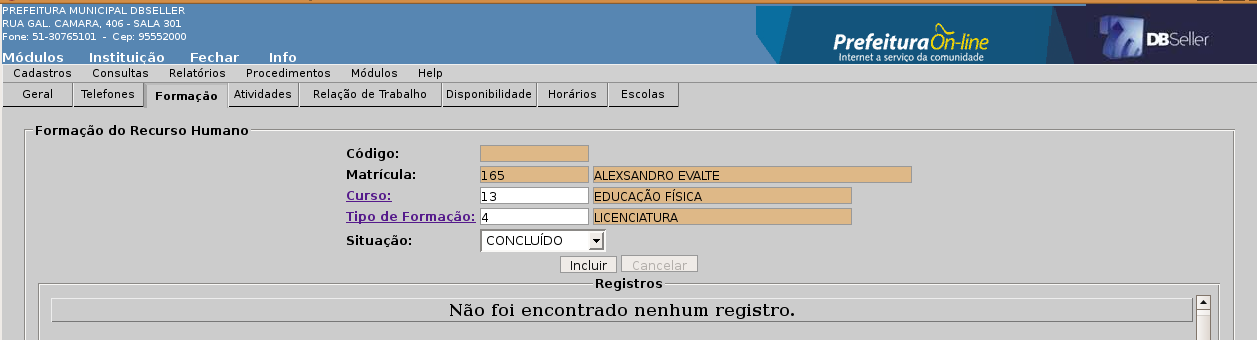 PREFEITURA MUNICIPAL DBSELLER
RUA GAL. CAMARA, 406 - SALA 301
Fone: 51-30765101 - Cep: 95552000
Prefeitura On-line
Internet a serviço da comunidade
DBSeller
Módulos Instituição Fechar Info
Cadastros Consultas Relatórios Procedimentos Módulos Help
Geral Telefones Formação Atividades Relação de Trabalho Disponibilidade Horários Escolas
Formação do Recurso Humano
Código:
Matrícula: 165 ALEXSANDRO EVALTE
Curso: 13 EDUCAÇÃO FÍSICA
Tipo de Formação: 4 LICENCIATURA
Situação: CONCLUÍDO
Incluir Cancelar
Registros
Não foi encontrado nenhum registro.